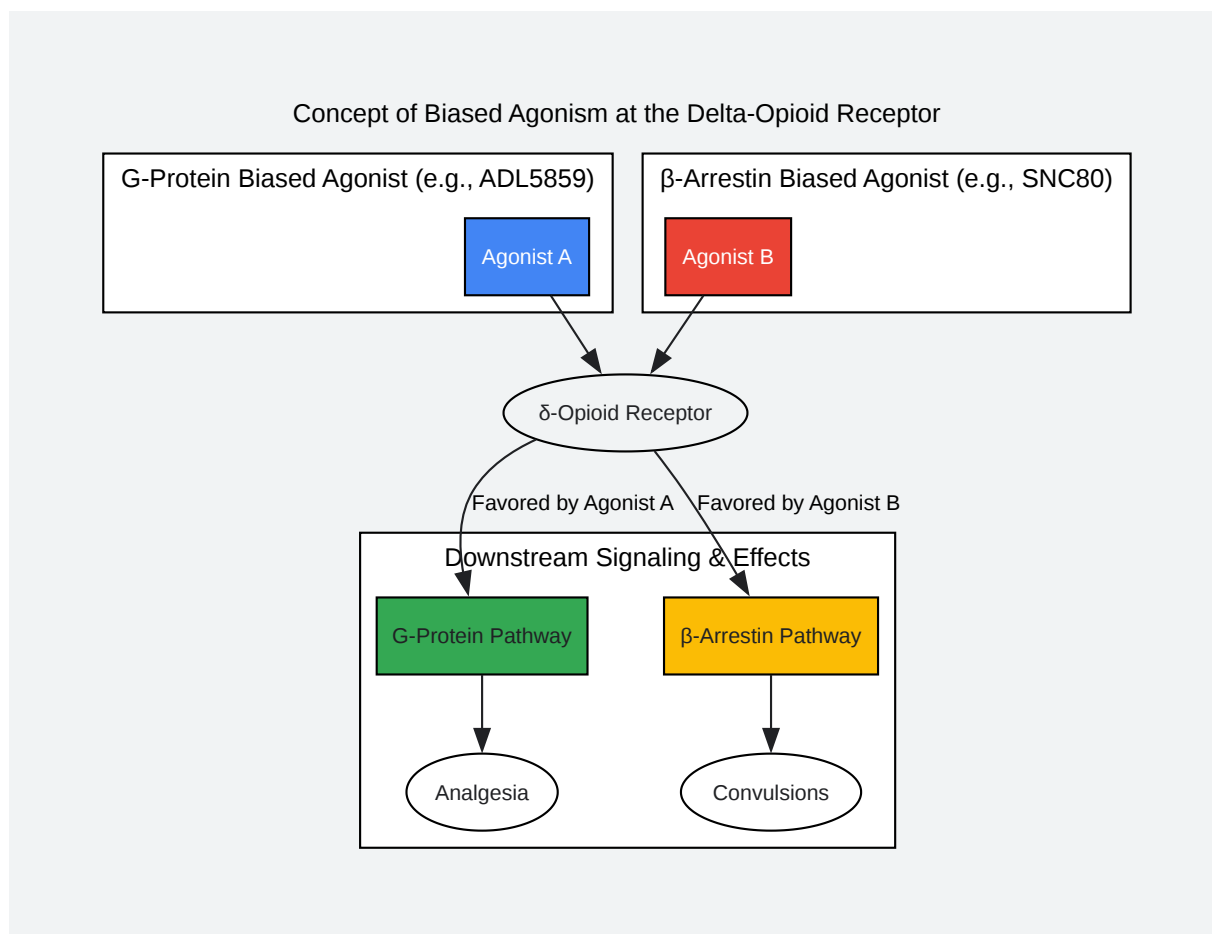 Concept of Biased Agonism at the Delta-Opioid Receptor
G-Protein Biased Agonist (e.g., ADL5859)
β-Arrestin Biased Agonist (e.g., SNC80)
Agonist A
Agonist B
δ-Opioid Receptor
Favored by Agonist A
Favored by Agonist B
Downstream Signaling & Effects
G-Protein Pathway
β-Arrestin Pathway
Analgesia
Convulsions